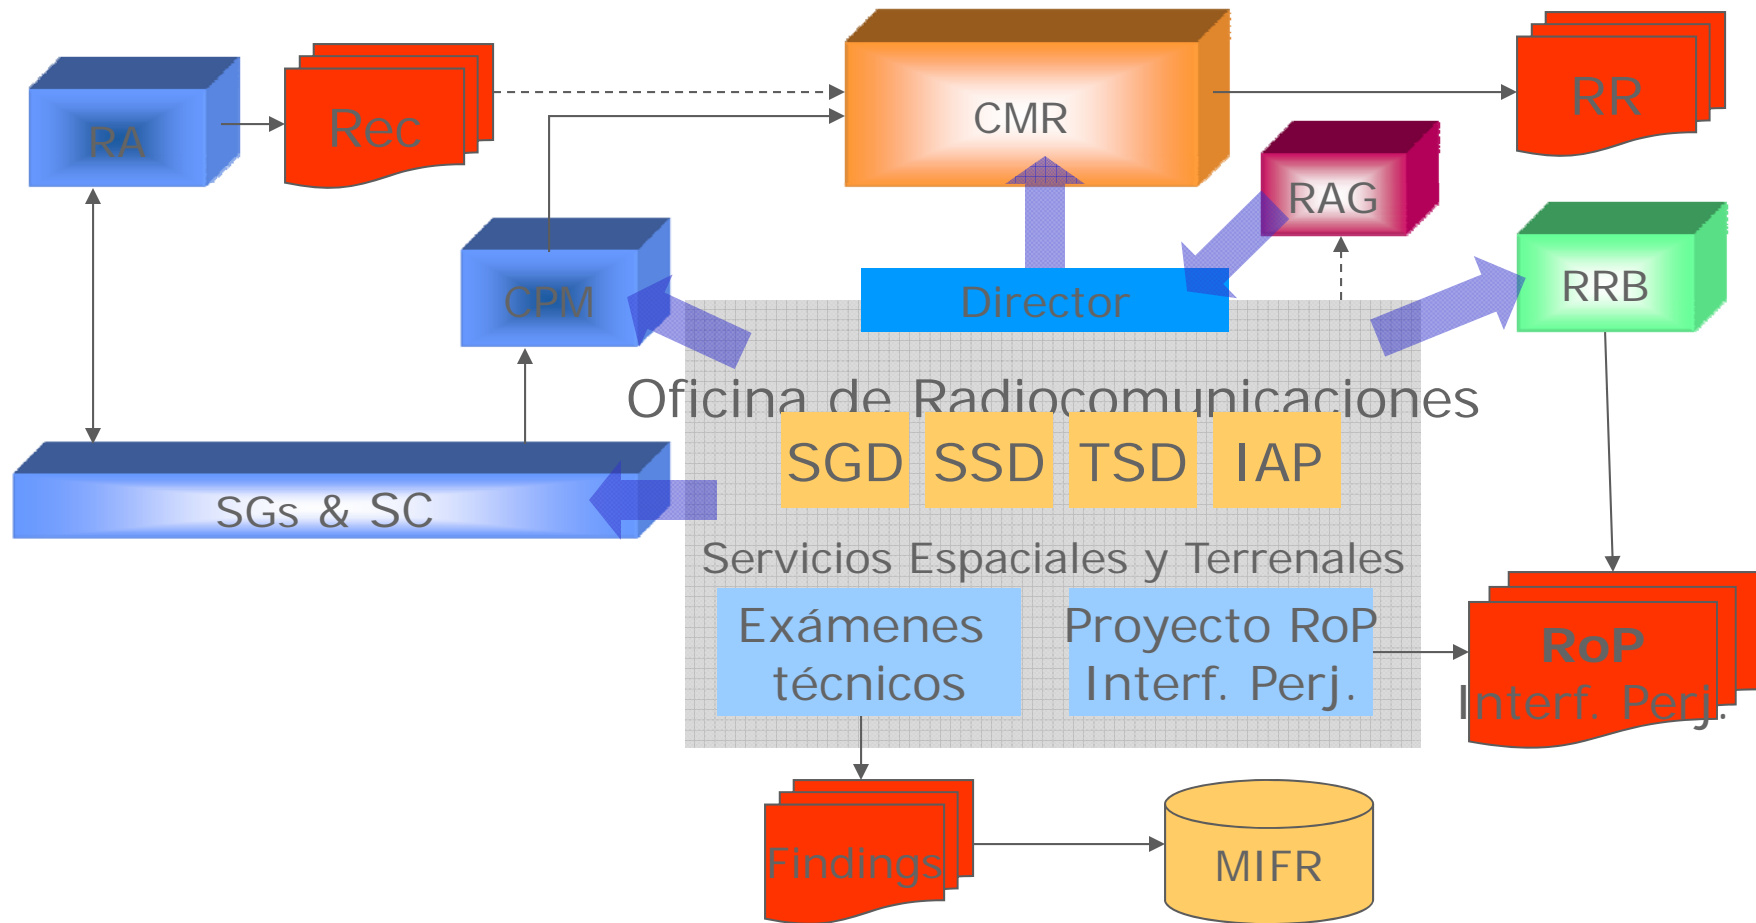 RA
Rec
CMR
RR
RAG
CPM
Director
RRB
Oficina de Radiocomunicaciones
SGD
SSD
TSD
IAP
SGs & SC
Servicios Espaciales y Terrenales
Exámenes
técnicos
Proyecto RoP
Interf. Perj.
RoP
Interf. Perj.
Findings
MIFR